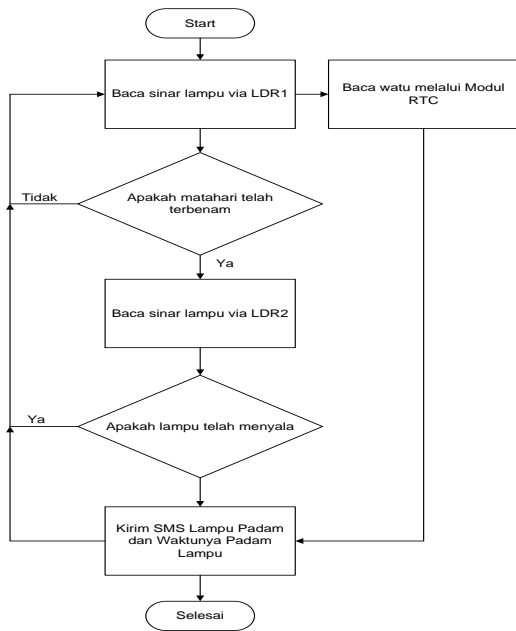 Start
Baca sinar lampu via LDR1
Baca watu melalui Modul
RTC
Tidak
Apakah matahari telah
terbenam
Ya
Baca sinar lampu via LDR2
Ya
Apakah lampu telah menyala
Kirim SMS Lampu Padam
dan Waktunya Padam
Lampu
Selesai